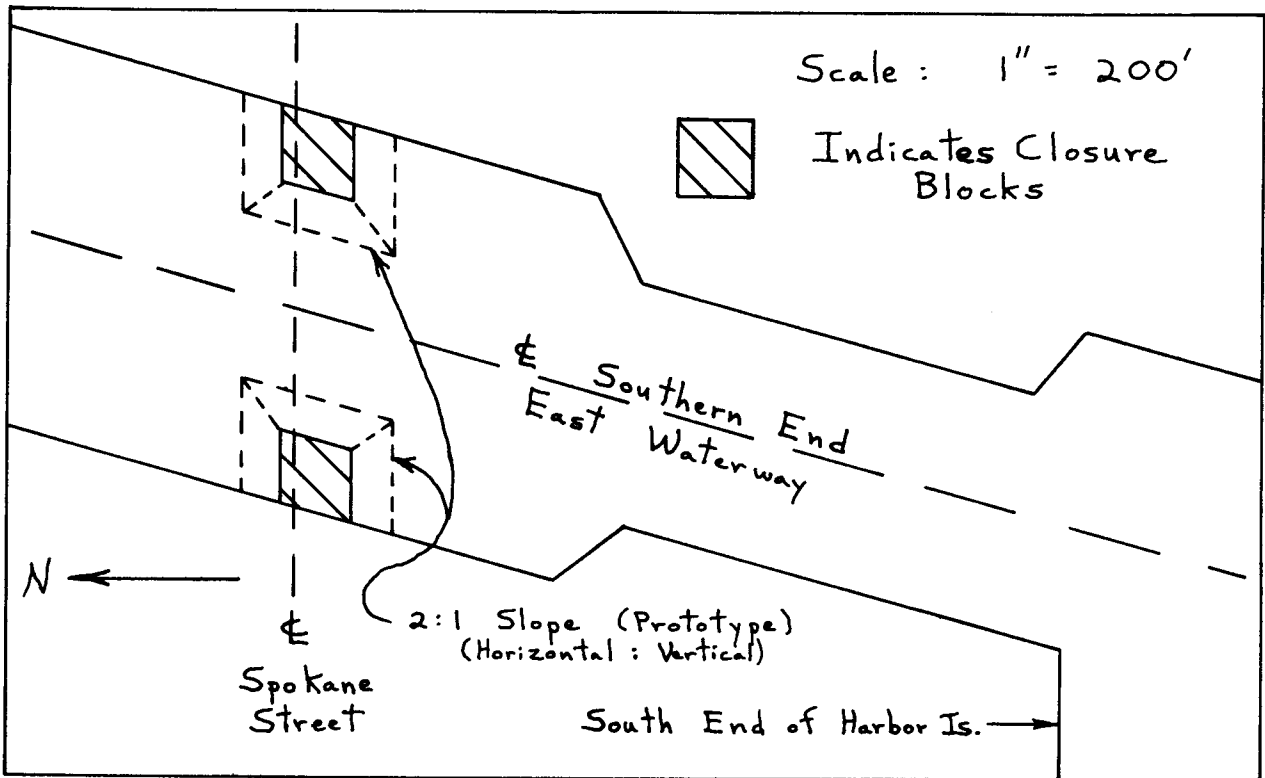 Scale : 1" = 200'
Indicates Closure
Blocks
℄ Southern End
East Waterway
N
2:1 Slope (Prototype)
(Horizontal : Vertical)
℄
Spokane
Street
South End of Harbor Is.